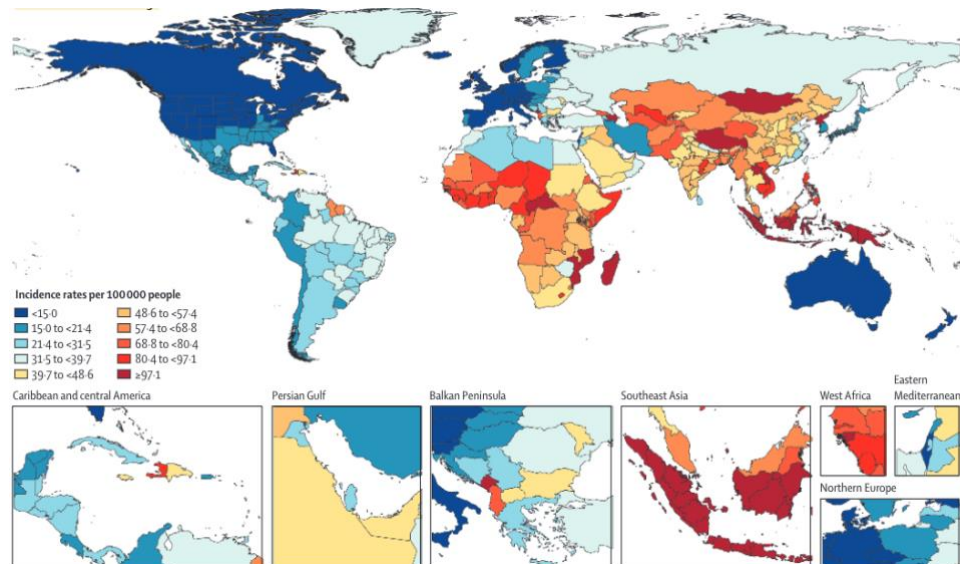 Incidence rates per 100 000 people
<15·0
15·0 to <21·4
21·4 to <31·5
31·5 to <39·7
39·7 to <48·6
48·6 to <57·4
57·4 to <68·8
68·8 to <80·4
80·4 to <97·1
≥97·1
Caribbean and central America
Persian Gulf
Balkan Peninsula
Southeast Asia
West Africa
Eastern
Mediterranean
Northern Europe